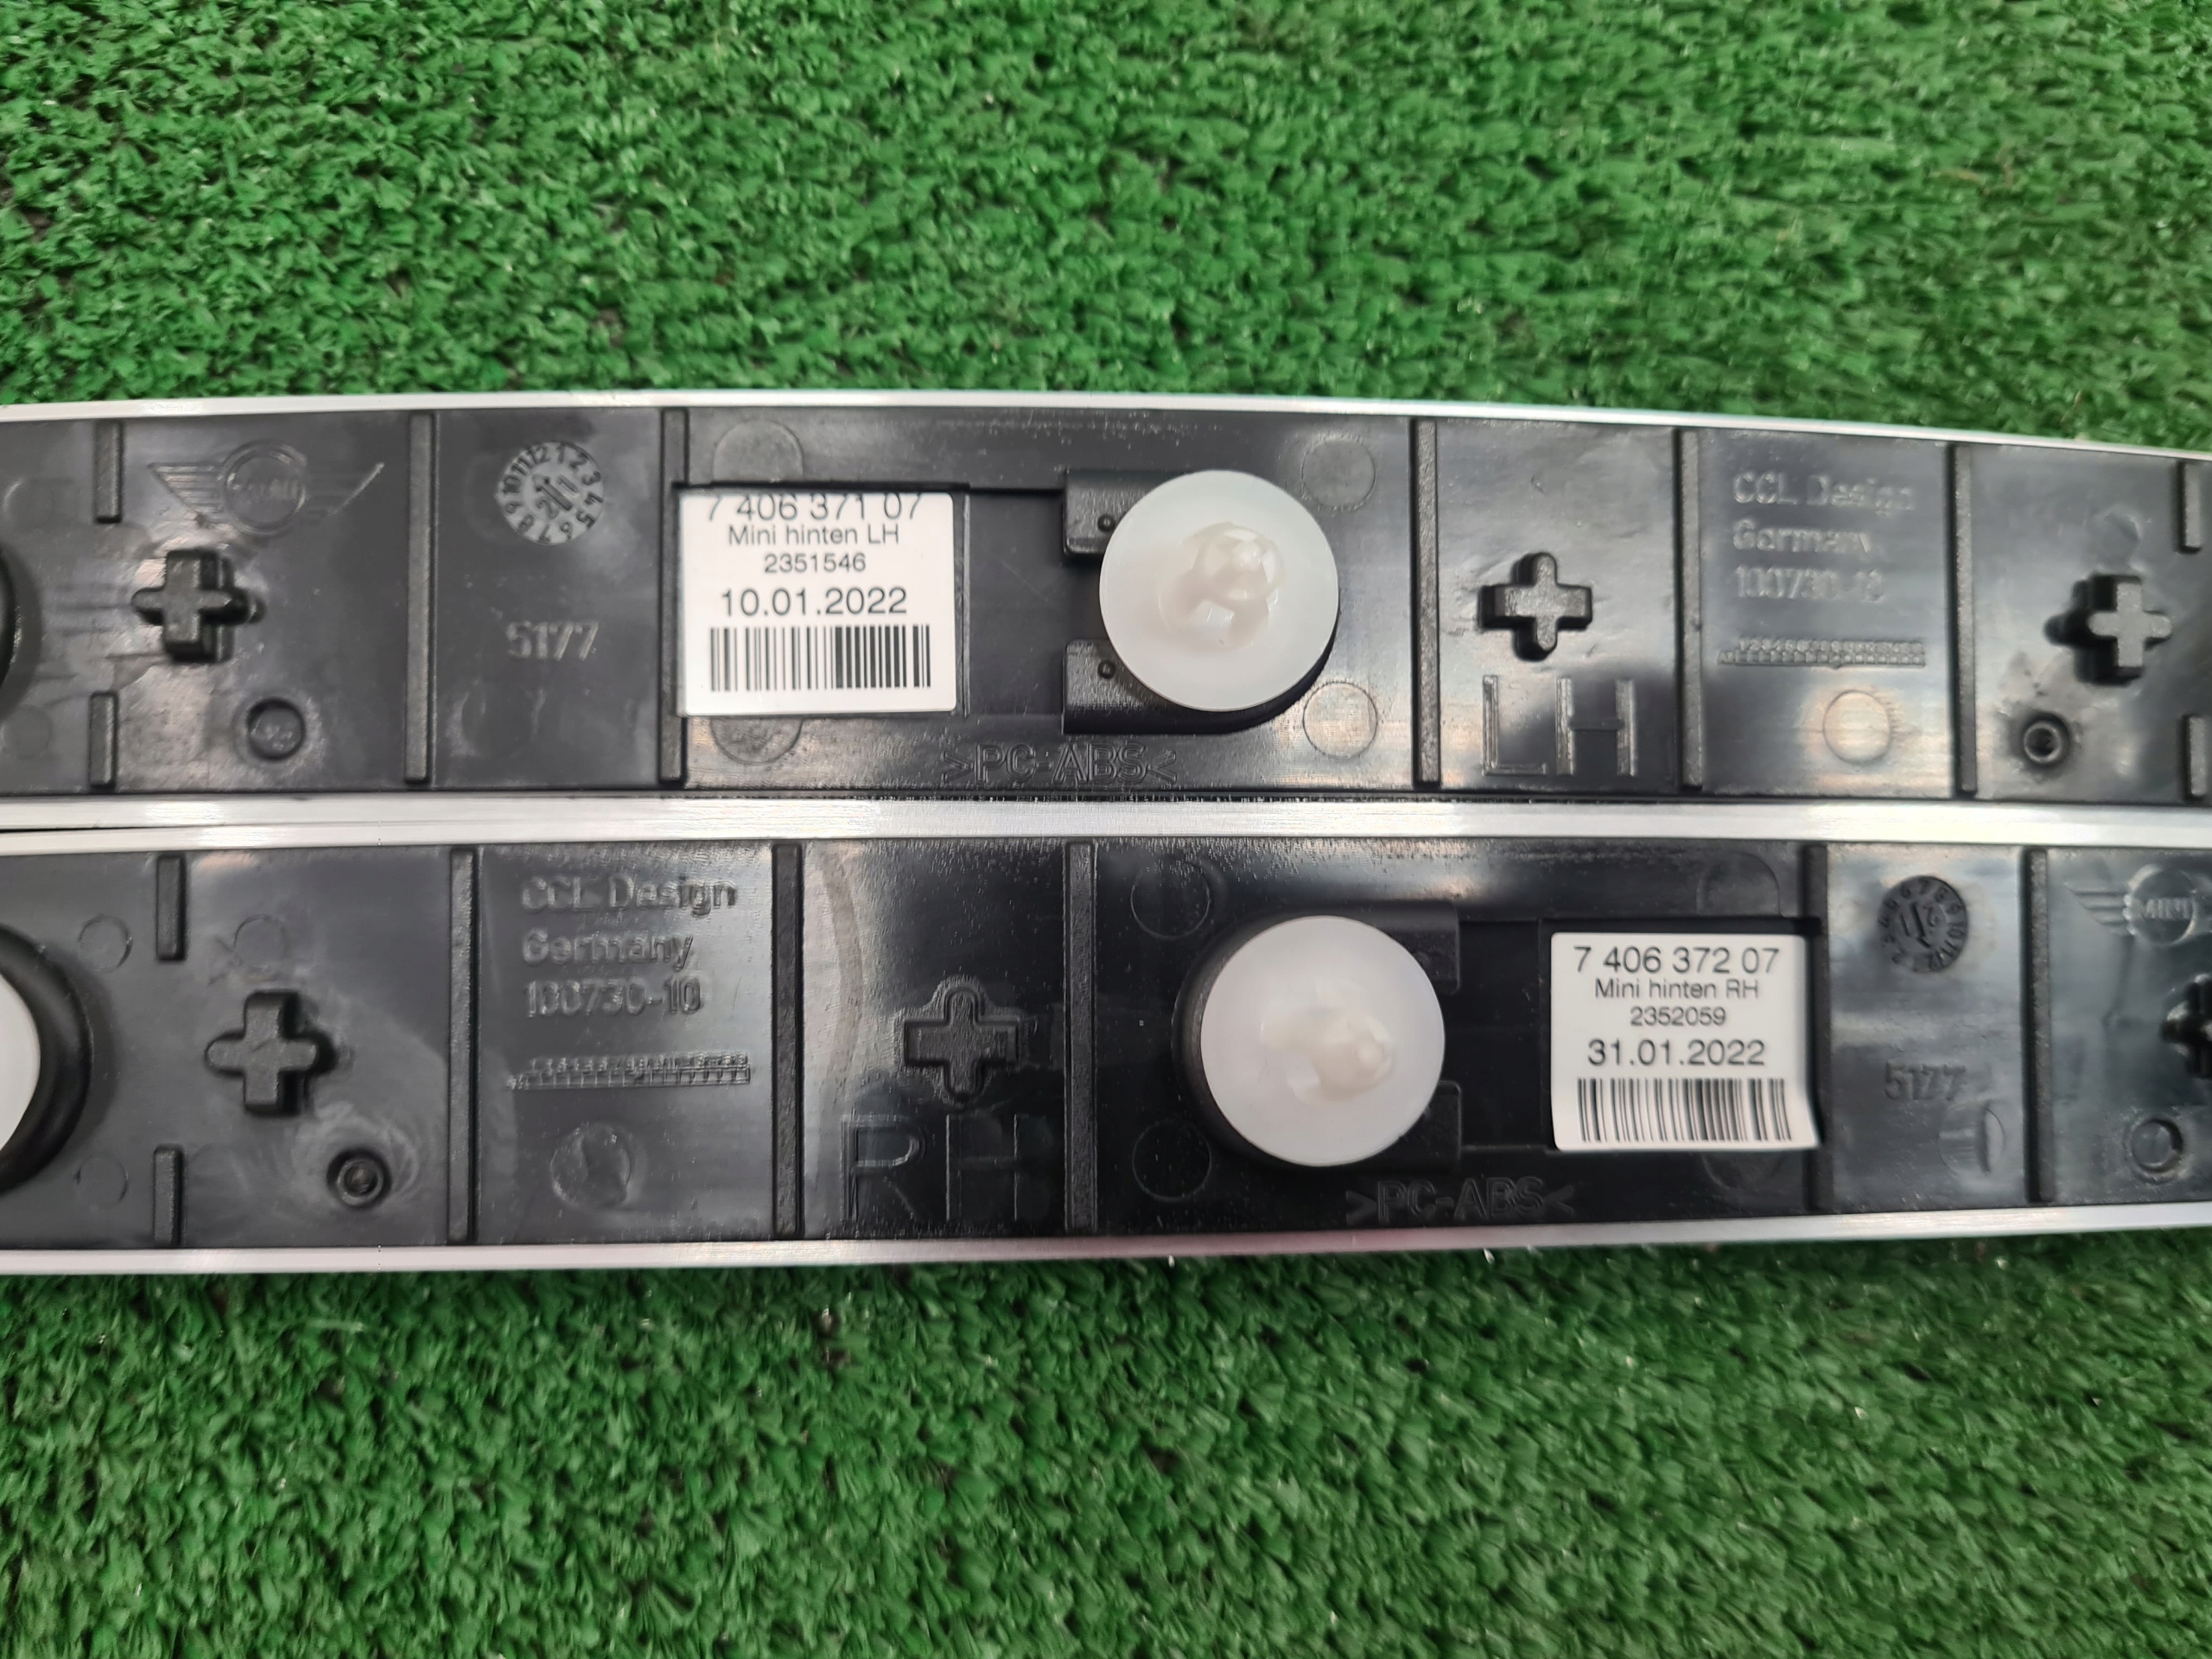 5177
7 406 371 07
Mini hinten LH
2351546
10.01.2022
>PC-ABS<
LH
CCL Design
Germany
CCL Design
Germany
100730-10
RH
>PC-ABS<
7 406 372 07
Mini hinten RH
2352059
31.01.2022
MINI
5177